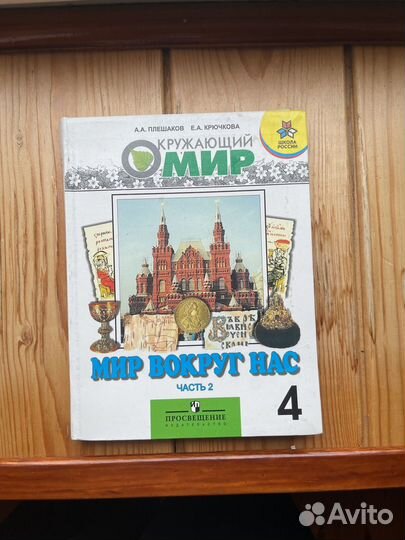 А.А. ПЛЕШАКОВ Е.А. КРЮЧКОВА
ШКОЛА
РОССИИ
ОКРУЖАЮЩИЙ
МИР
МИР ВОКРУГ НАС
ЧАСТЬ 2
ПРОСВЕЩЕНИЕ
ИЗДАТЕЛЬСТВО
4
Avito